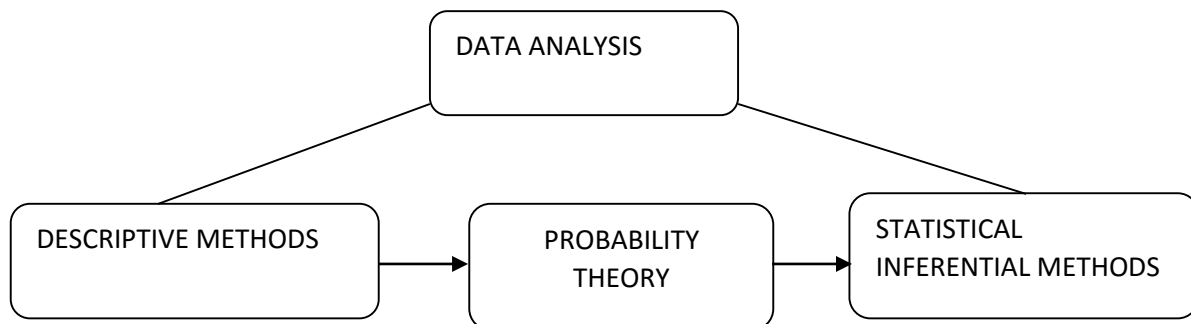 DATA ANALYSIS
DESCRIPTIVE METHODS
PROBABILITY
THEORY
STATISTICAL
INFERENTIAL METHODS